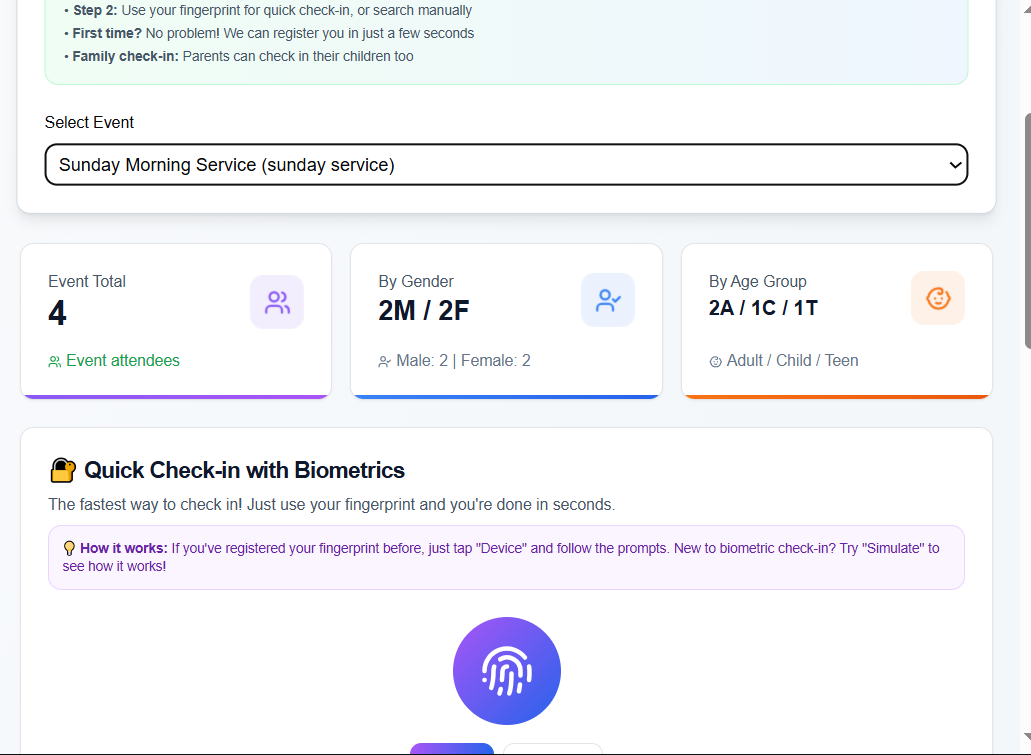 • Step 2: Use your fingerprint for quick check-in, or search manually
• First time? No problem! We can register you in just a few seconds
• Family check-in: Parents can check in their children too
Select Event
Sunday Morning Service (sunday service)
Event Total
4
Event attendees
By Gender
2M / 2F
Male: 2 | Female: 2
By Age Group
2A / 1C / 1T
Adult / Child / Teen
🔐 Quick Check-in with Biometrics
The fastest way to check in! Just use your fingerprint and you're done in seconds.
💡 How it works: If you've registered your fingerprint before, just tap "Device" and follow the prompts. New to biometric check-in? Try "Simulate" to
see how it works!